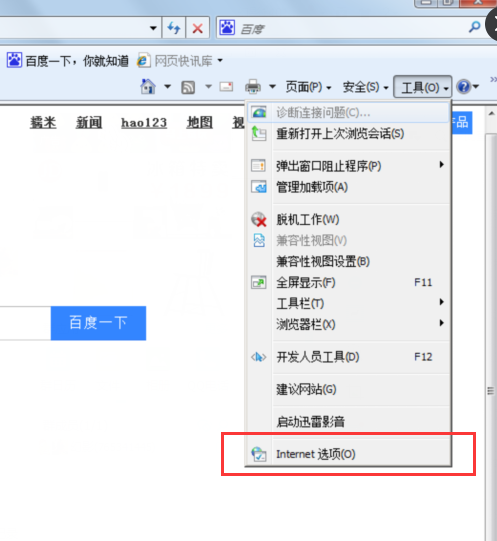 百度
百度一下，你就知道 网页快讯库
页面(P) 安全(S) 工具(O)
糯米 新闻 hao123 地图 视 产品
诊断连接问题(C)...
重新打开上次浏览会话(S)
弹出窗口阻止程序(P)
管理加载项(A)
脱机工作(W)
兼容性视图(V)
兼容性视图设置(B)
全屏显示(F) F11
工具栏(T)
浏览器栏(X)
百度一下
开发人员工具(D) F12
建议网站(G)
启动迅雷影音
Internet 选项(O)